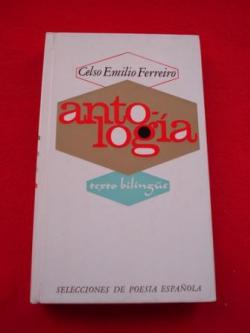 Celso Emilio Ferreiro
anto-
logía
texto bilingüe
SELECCIONES DE POESIA ESPAÑOLA